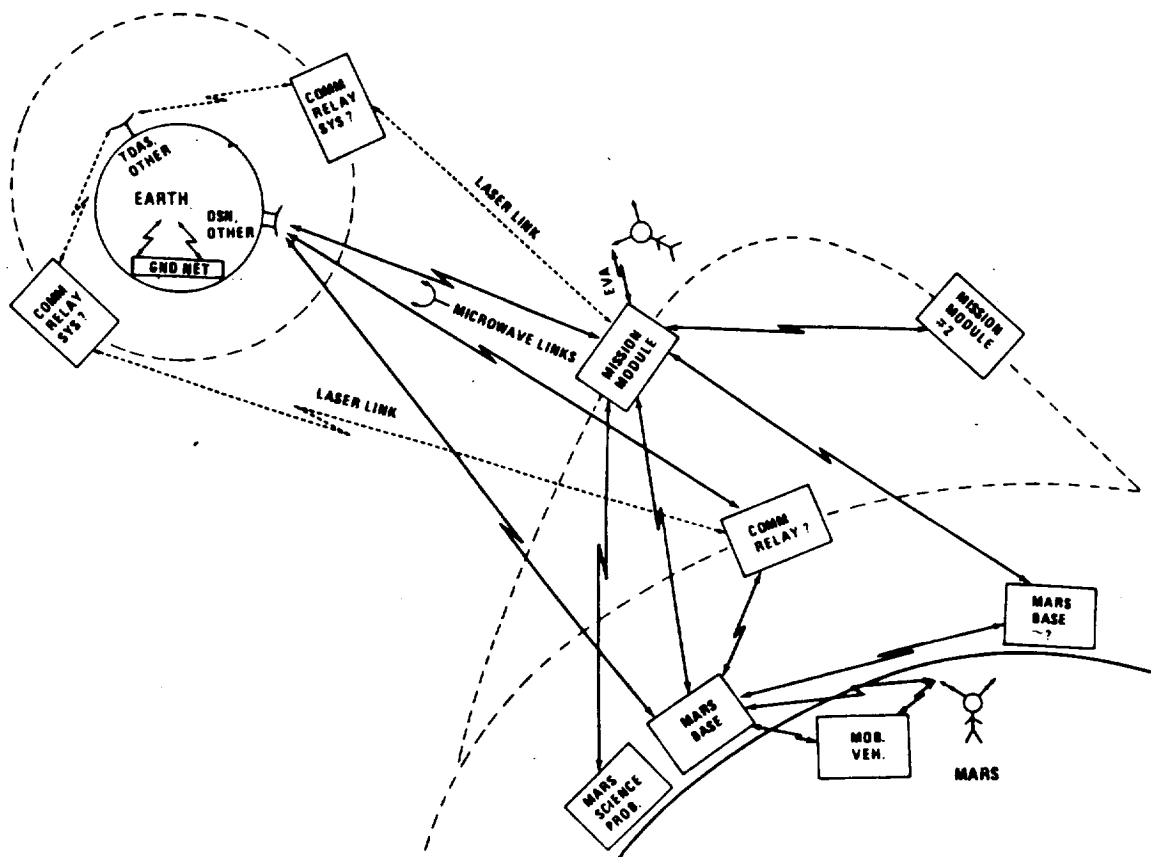 COMM
RELAY
SYS ?
TDAS,
OTHER
EARTH
DSN,
OTHER
GND NET
COMM
RELAY
SYS ?
LASER LINK
EVA
MICROWAVE LINKS
MISSION
MODULE
MISSION
MODULE
#2
LASER LINK
COMM
RELAY ?
MARS
BASE
~?
MARS
BASE
MOB.
VEH.
MARS
MARS
SCIENCE
PROB.